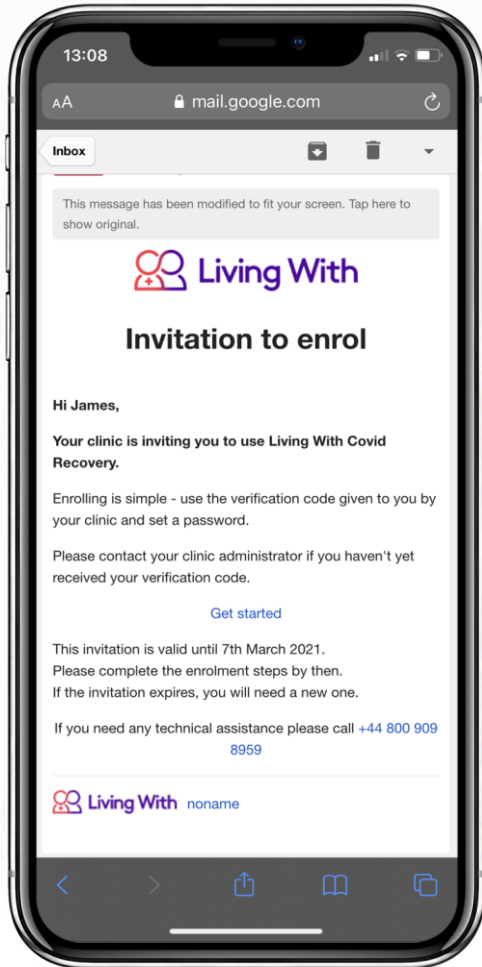 13:08
AA mail.google.com
Inbox
This message has been modified to fit your screen. Tap here to
show original.
Living With
Invitation to enrol
Hi James,
Your clinic is inviting you to use Living With Covid
Recovery.
Enrolling is simple - use the verification code given to you by
your clinic and set a password.
Please contact your clinic administrator if you haven't yet
received your verification code.
Get started
This invitation is valid until 7th March 2021.
Please complete the enrolment steps by then.
If the invitation expires, you will need a new one.
If you need any technical assistance please call +44 800 909
8959
Living With noname